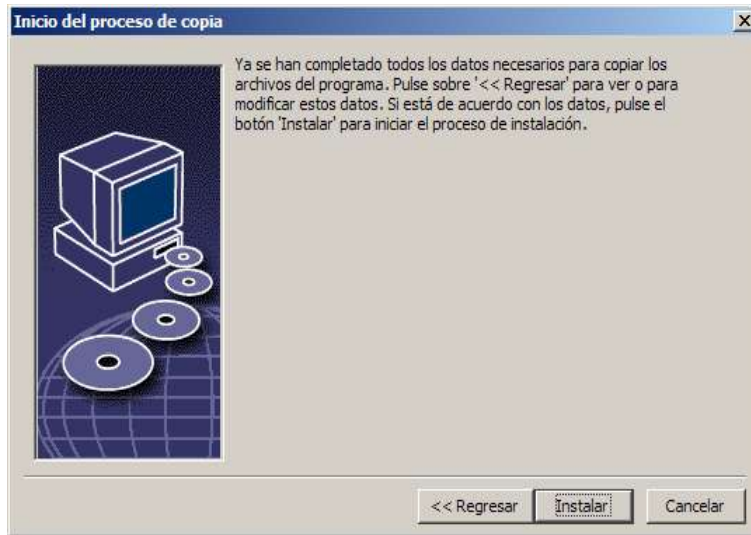 Inicio del proceso de copia
Ya se han completado todos los datos necesarios para copiar los
archivos del programa. Pulse sobre '<< Regresar' para ver o para
modificar estos datos. Si está de acuerdo con los datos, pulse el
botón 'Instalar' para iniciar el proceso de instalación.
<< Regresar
Instalar
Cancelar